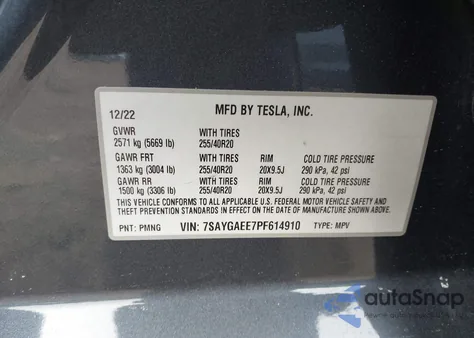 12/22 MFD BY TESLA, INC.
GVWR WITH TIRES
2571 kg (5669 lb) 255/40R20
GAWR FRT WITH TIRES RIM COLD TIRE PRESSURE
1363 kg (3004 lb) 255/40R20 20X9.5J 290 kPa, 42 psi
GAWR RR WITH TIRES RIM COLD TIRE PRESSURE
1500 kg (3306 lb) 255/40R20 20X9.5J 290 kPa, 42 psi
THIS VEHICLE CONFORMS TO ALL APPLICABLE U.S. FEDERAL MOTOR VEHICLE SAFETY
AND THEFT PREVENTION STANDARDS IN EFFECT ON THE DATE OF MANUFACTURE SHOWN ABOVE.
PNT: PMNG VIN: 7SAYGAEE7PF614910 TYPE: MPV
autoSnap